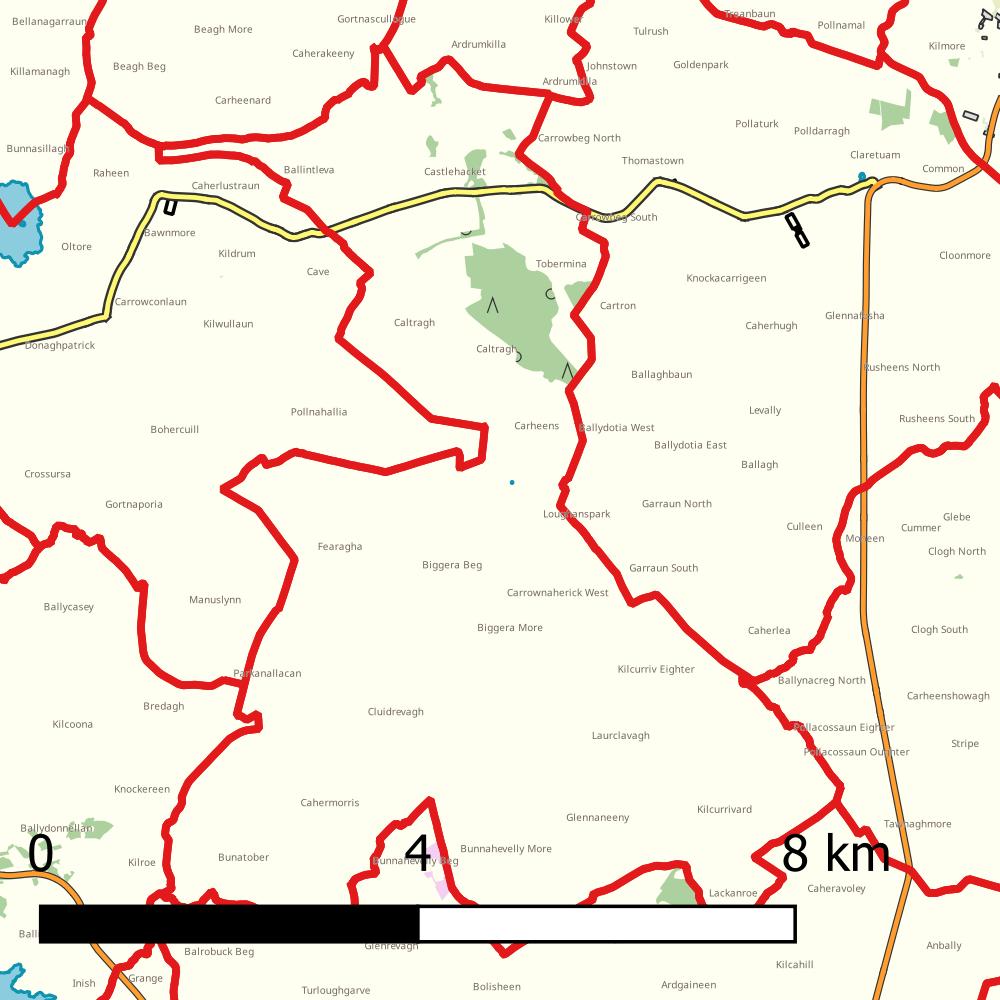 Bellanagarraun
Beagh More
Gortnascullogue
Killower
Treanbaun
Pollnamal
Tulrush
Kilmore
Ardrumkilla
Caherakeeny
Killamanagh
Beagh Beg
Johnstown
Goldenpark
Ardrumkilla
Carheenard
Pollaturk
Polldarragh
Carrowbeg North
Bunnasillagh
Claretuam
Thomastown
Common
Raheen
Ballintleva
Castlehacket
Caherlustraun
Carrowbeg South
Bawnmore
Oltore
Kildrum
Cloonmore
Tobermina
Cave
Knockacarrigeen
Carrowconlaun
Cartron
Glennafosha
Kilwullaun
Caltragh
Caherhugh
Donaghpatrick
Caltragh
Rusheens North
Ballaghbaun
Pollnahallia
Levally
Rusheens South
Bohercuill
Carheens
Ballydotia West
Ballydotia East
Crossursa
Ballagh
Gortnaporia
Garraun North
Loughanspark
Glebe
Culleen
Cummer
Moneen
Fearagha
Clogh North
Biggera Beg
Garraun South
Carrownaherick West
Manuslynn
Ballycasey
Biggera More
Caherlea
Clogh South
Parkanallacan
Kilcurriv Eighter
Ballynacreg North
Carheenshowagh
Bredagh
Cluidrevagh
Kilcoona
Pollacossaun Eighter
Laurclavagh
Stripe
Pollacossaun Oughter
Knockereen
Cahermorris
Kilcurrivard
Glennaneeny
Tawnaghmore
Ballydonnellan
0 4 8 km
Bunnahevelly More
Bunatober
Bunnahevelly Beg
Kilroe
Caheravoley
Lackanroe
Glenrevagh
Anbally
Balrobuck Beg
Kilcahill
Grange
Inish
Turloughgarve
Bolisheen
Ardgaineen